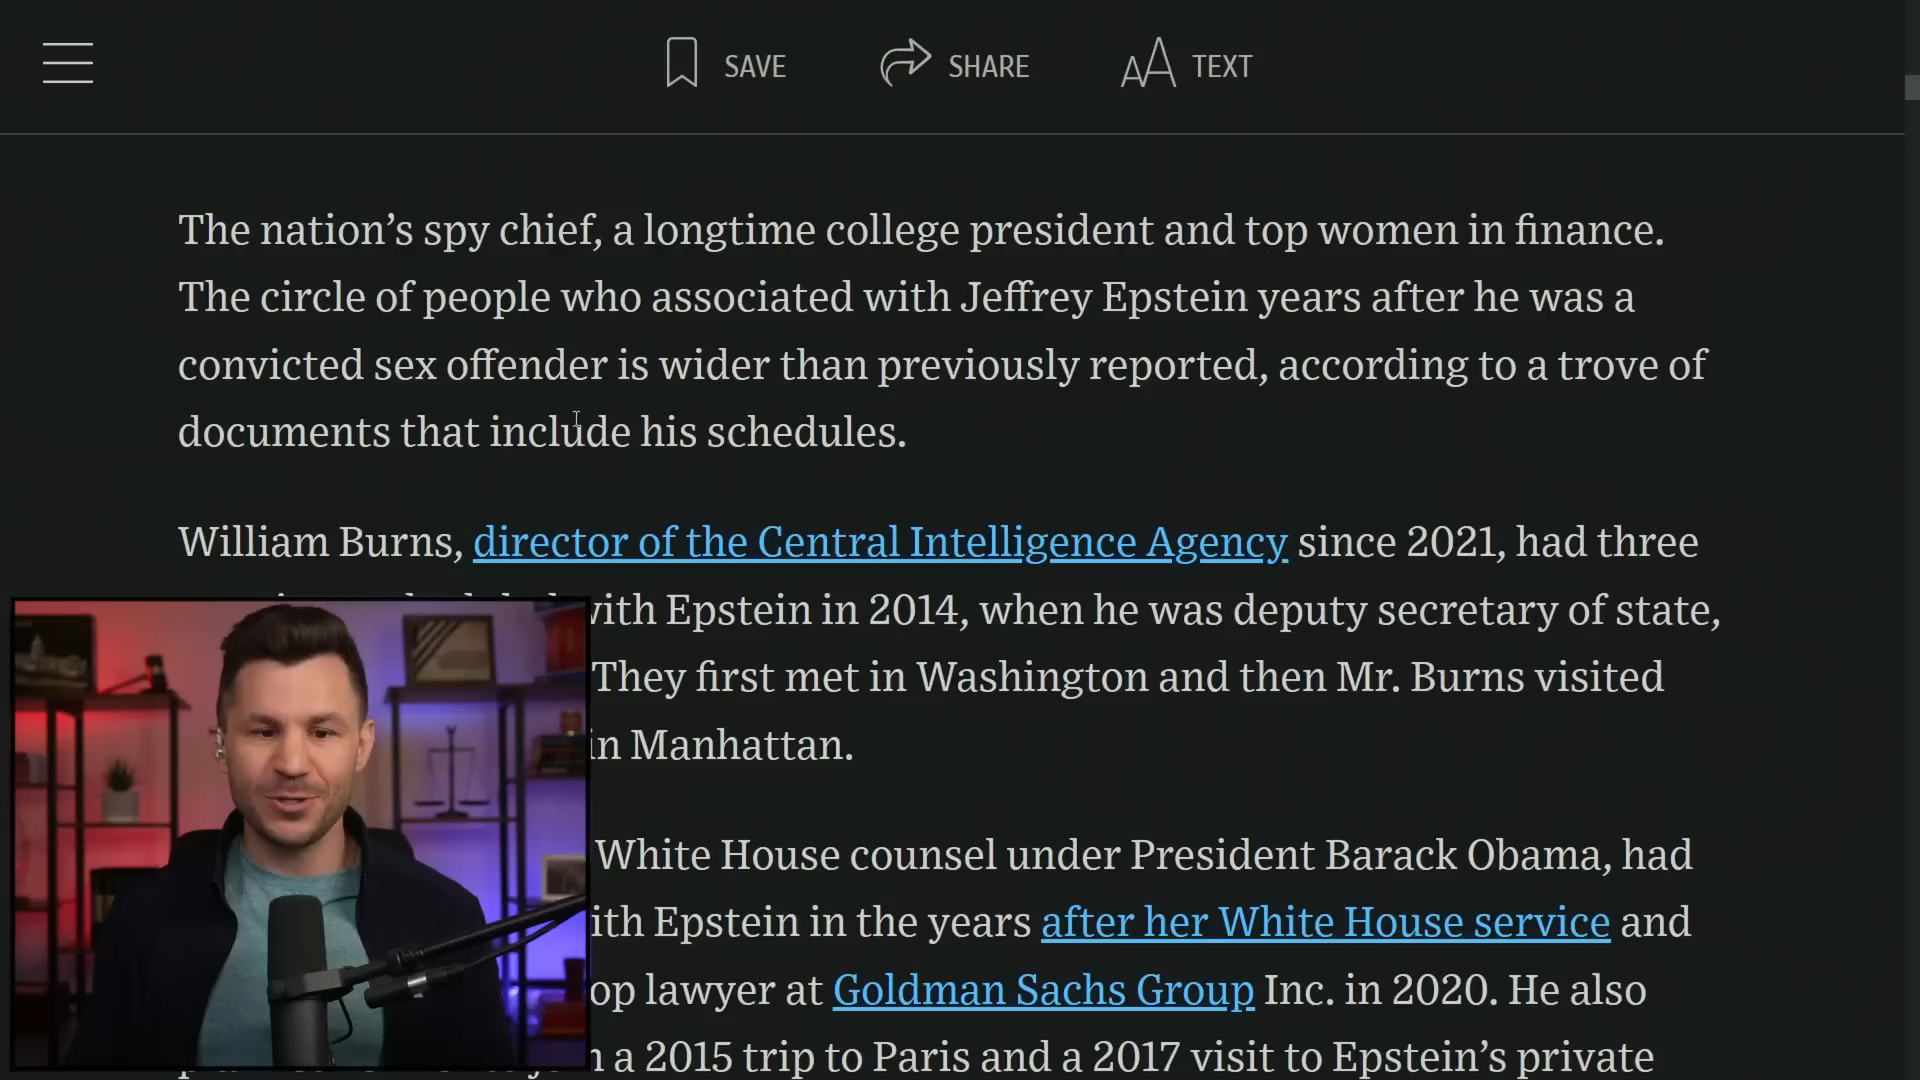 SAVE SHARE TEXT
The nation’s spy chief, a longtime college president and top women in finance.
The circle of people who associated with Jeffrey Epstein years after he was a
convicted sex offender is wider than previously reported, according to a trove of
documents that include his schedules.
William Burns, director of the Central Intelligence Agency since 2021, had three
with Epstein in 2014, when he was deputy secretary of state,
They first met in Washington and then Mr. Burns visited
in Manhattan.
White House counsel under President Barack Obama, had
Epstein in the years after her White House service and
lawyer at Goldman Sachs Group Inc. in 2020. He also
a 2015 trip to Paris and a 2017 visit to Epstein’s private